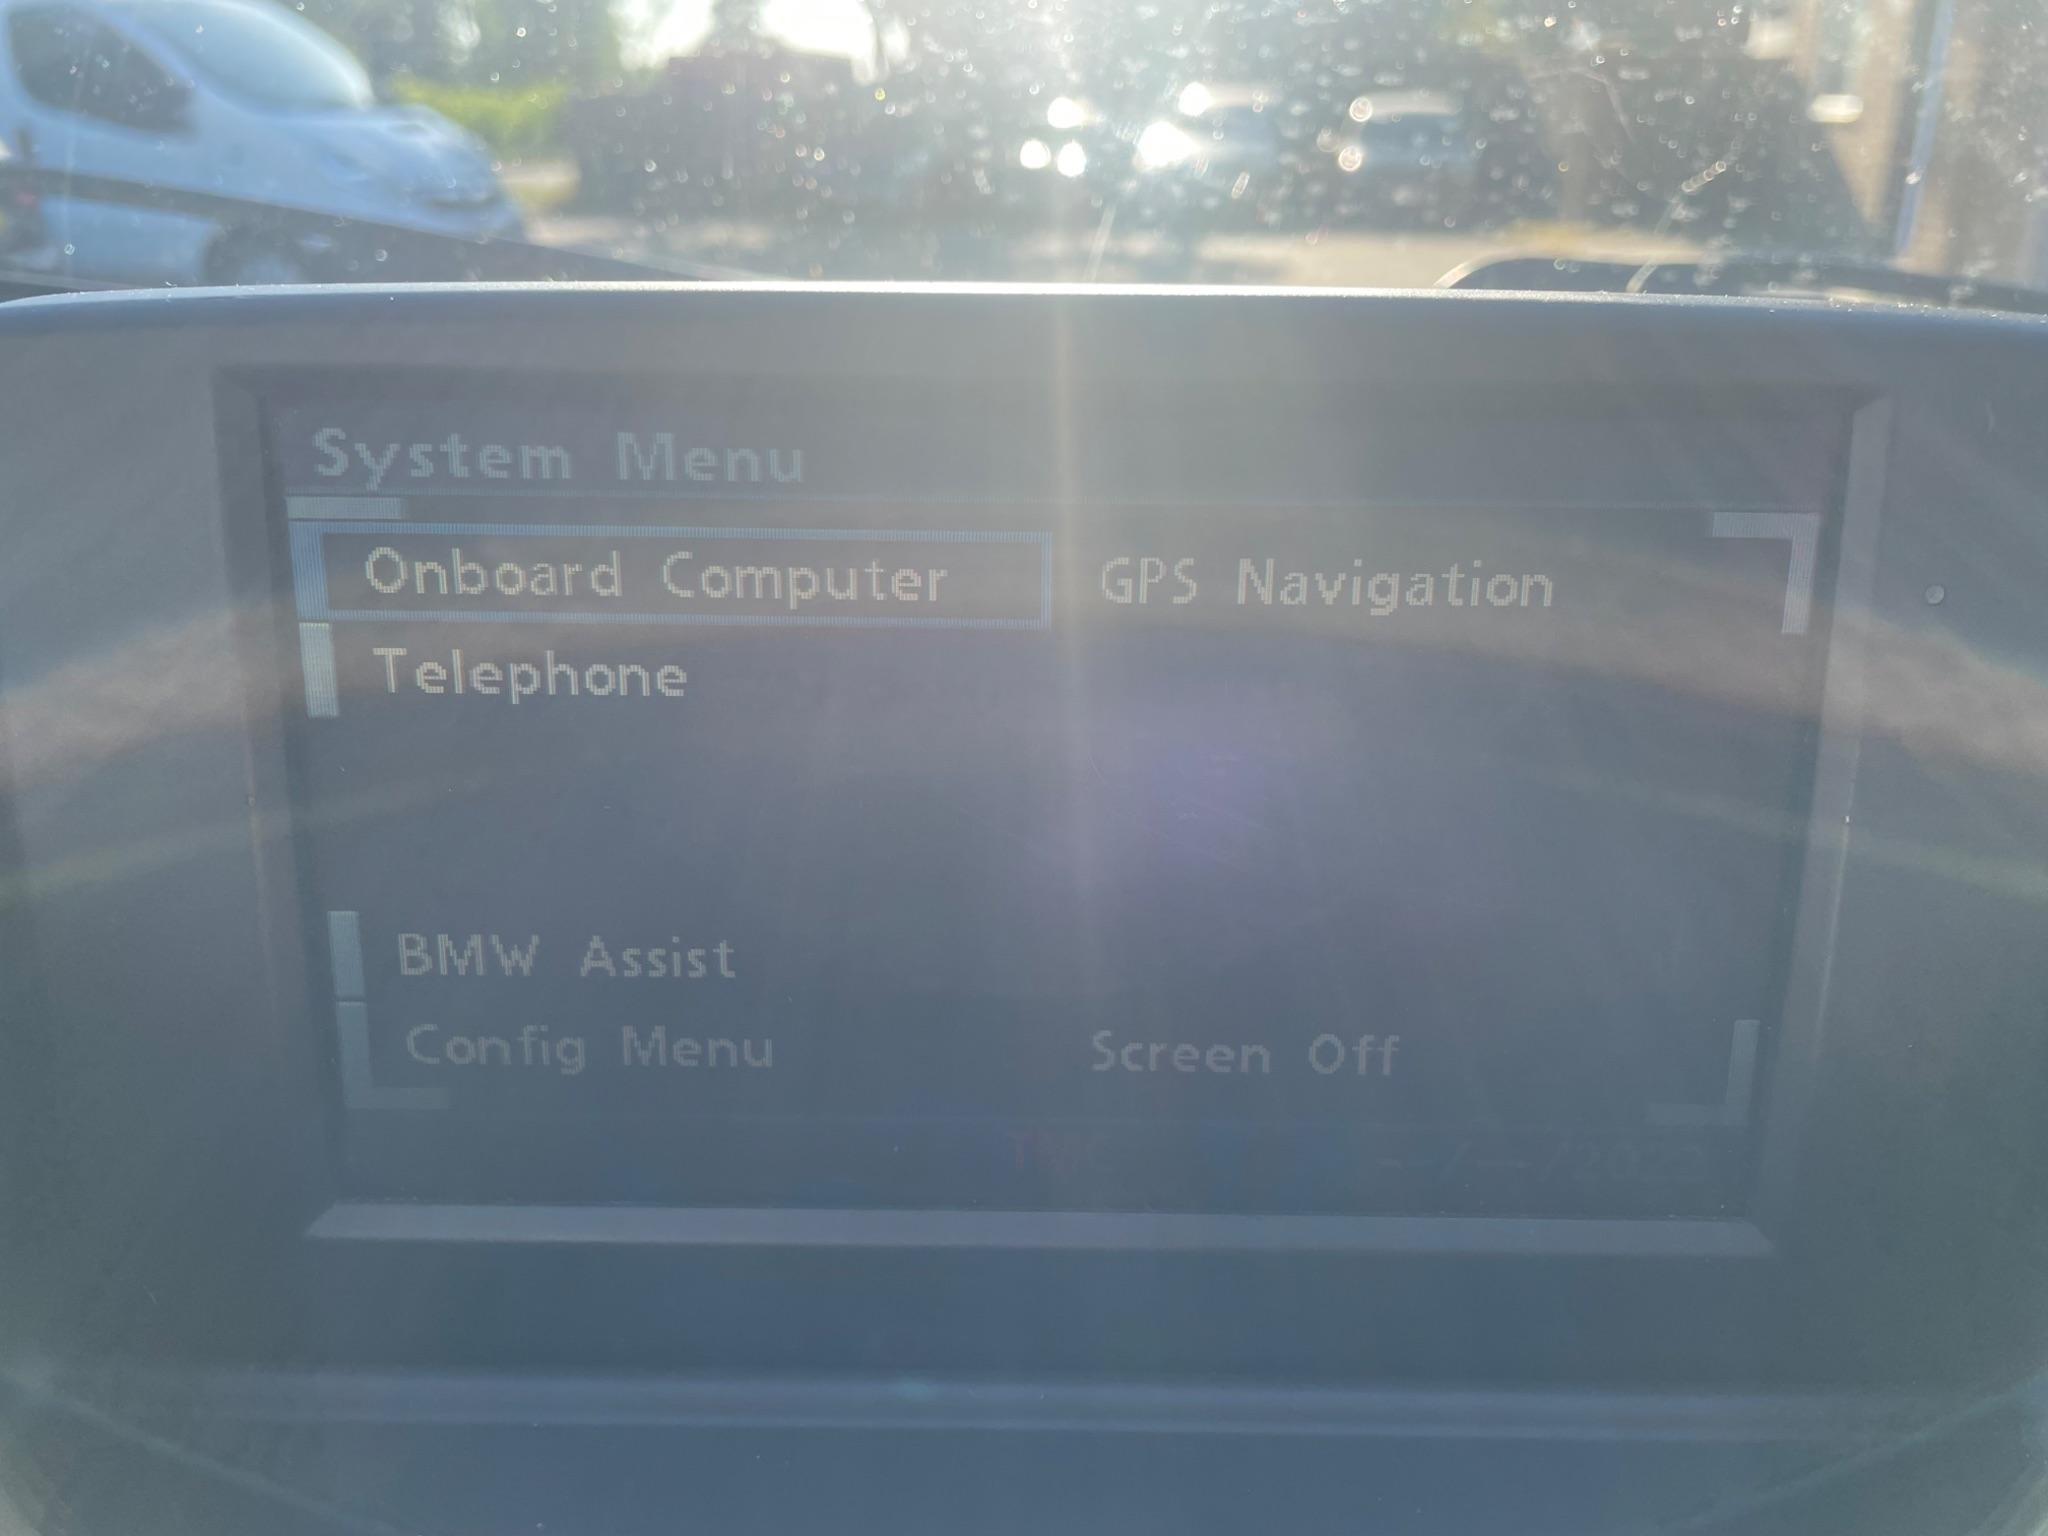 System Menu
Onboard Computer GPS Navigation
Telephone
BMW Assist
Config Menu Screen Off